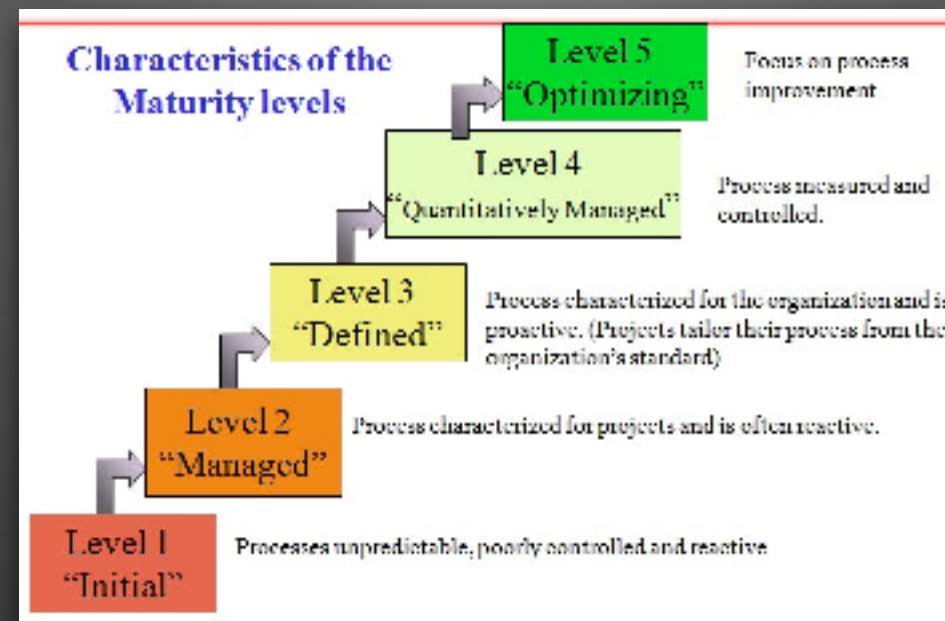 Characteristics of the
Maturity levels
Level 5
“Optimizing”
Focus on process
improvement
Level 4
“Quantitatively Managed”
Process measured and
controlled.
Level 3
“Defined”
Process characterized for the organization and is
proactive. (Projects tailor their process from the
organization’s standard)
Level 2
“Managed”
Process characterized for projects and is often reactive.
Level 1
“Initial”
Processes unpredictable, poorly controlled and reactive